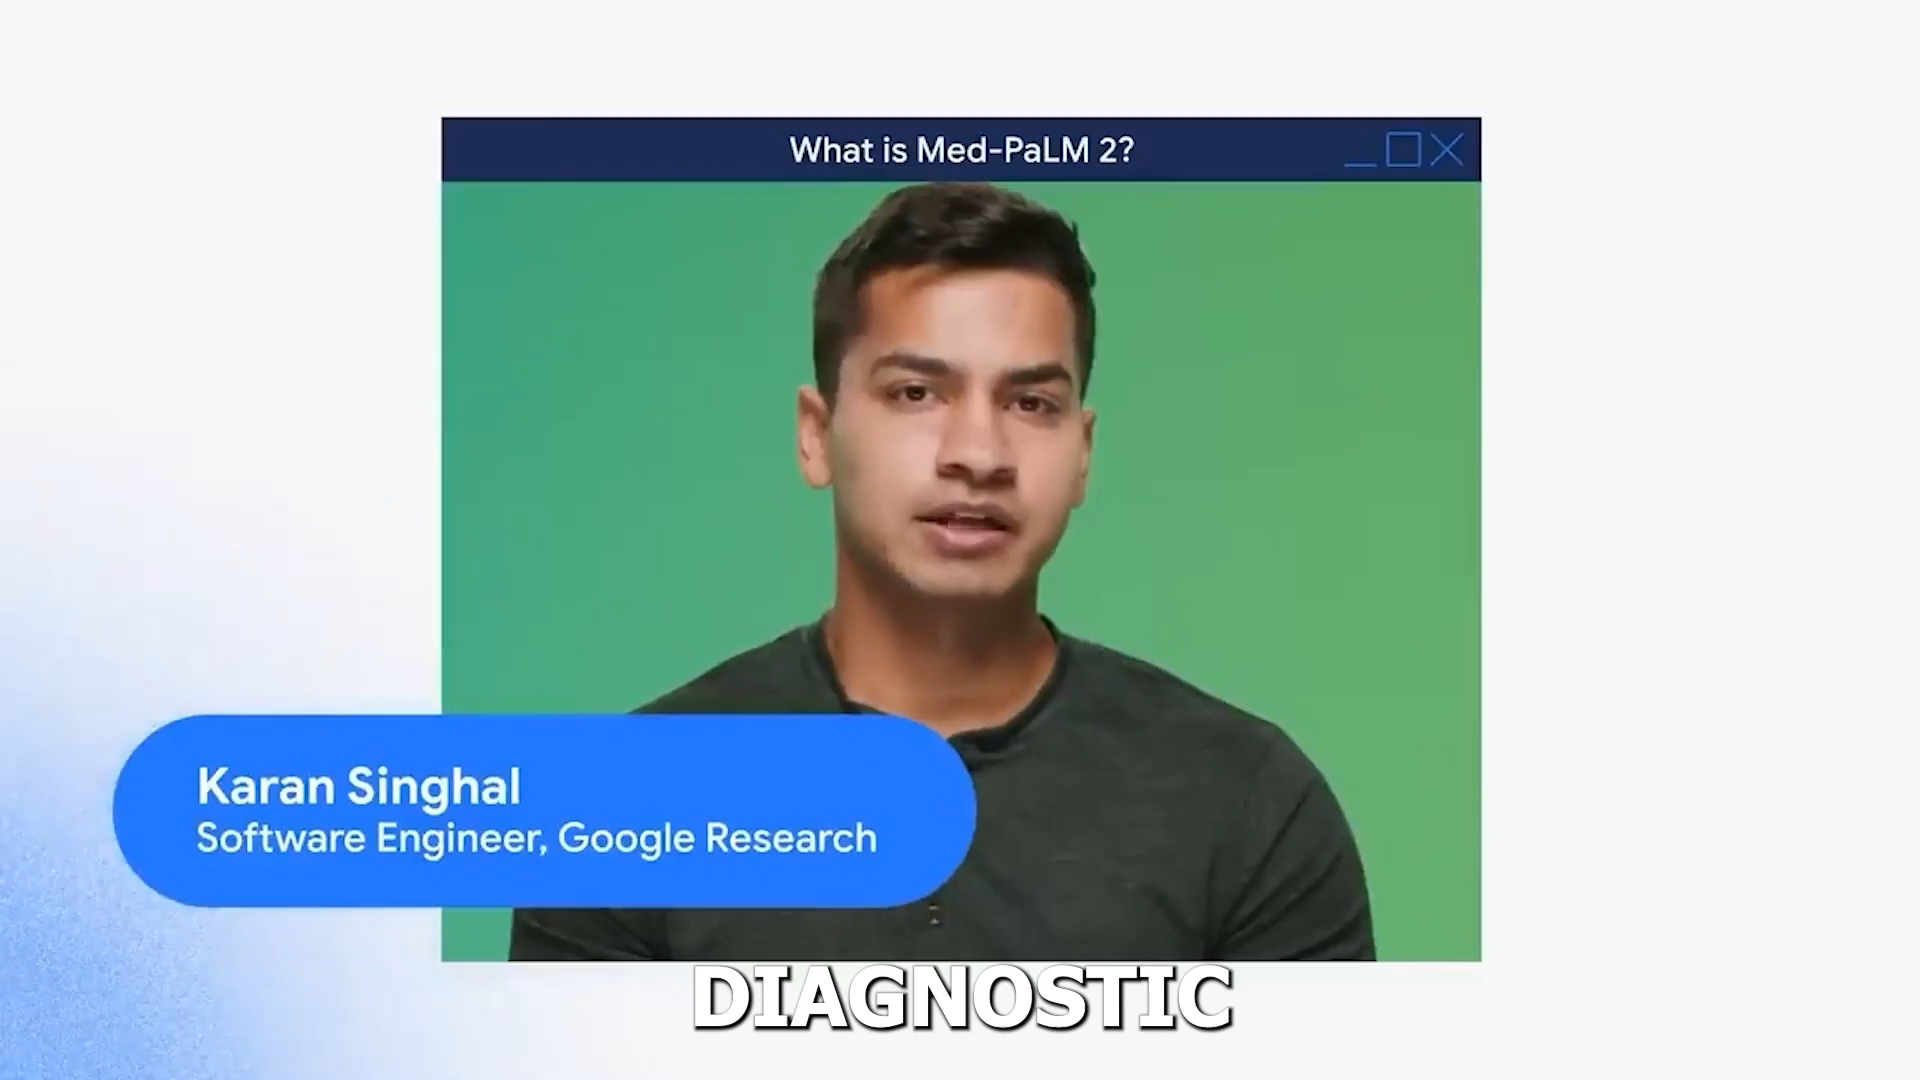 What is Med-PaLM 2?
Karan Singhal
Software Engineer, Google Research
DIAGNOSTIC